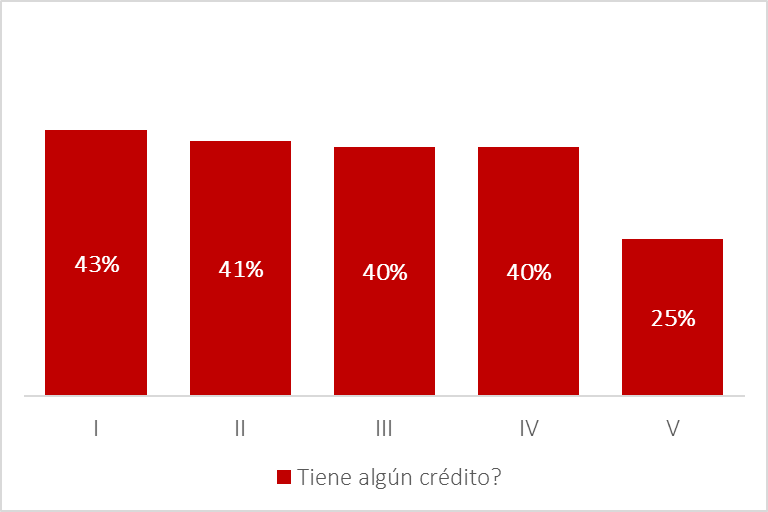 43%
41%
40%
40%
25%
I
II
III
IV
V
Tiene algún crédito?